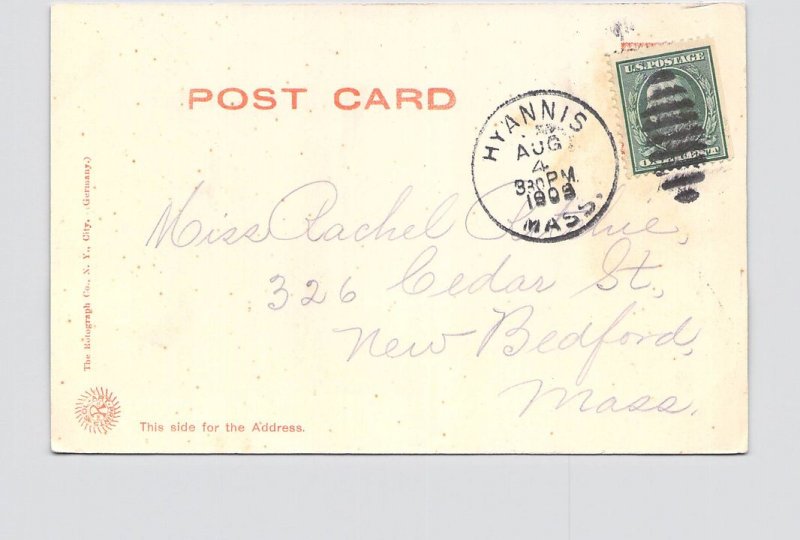 POST CARD
U.S. POSTAGE
HYANNIS
AUG
4
330 PM
MASS.
Miss Rachel
326 Cedar St,
New Bedford,
Mass.
The Rotograph Co., N. Y., City. (Germany.)
This side for the Address.